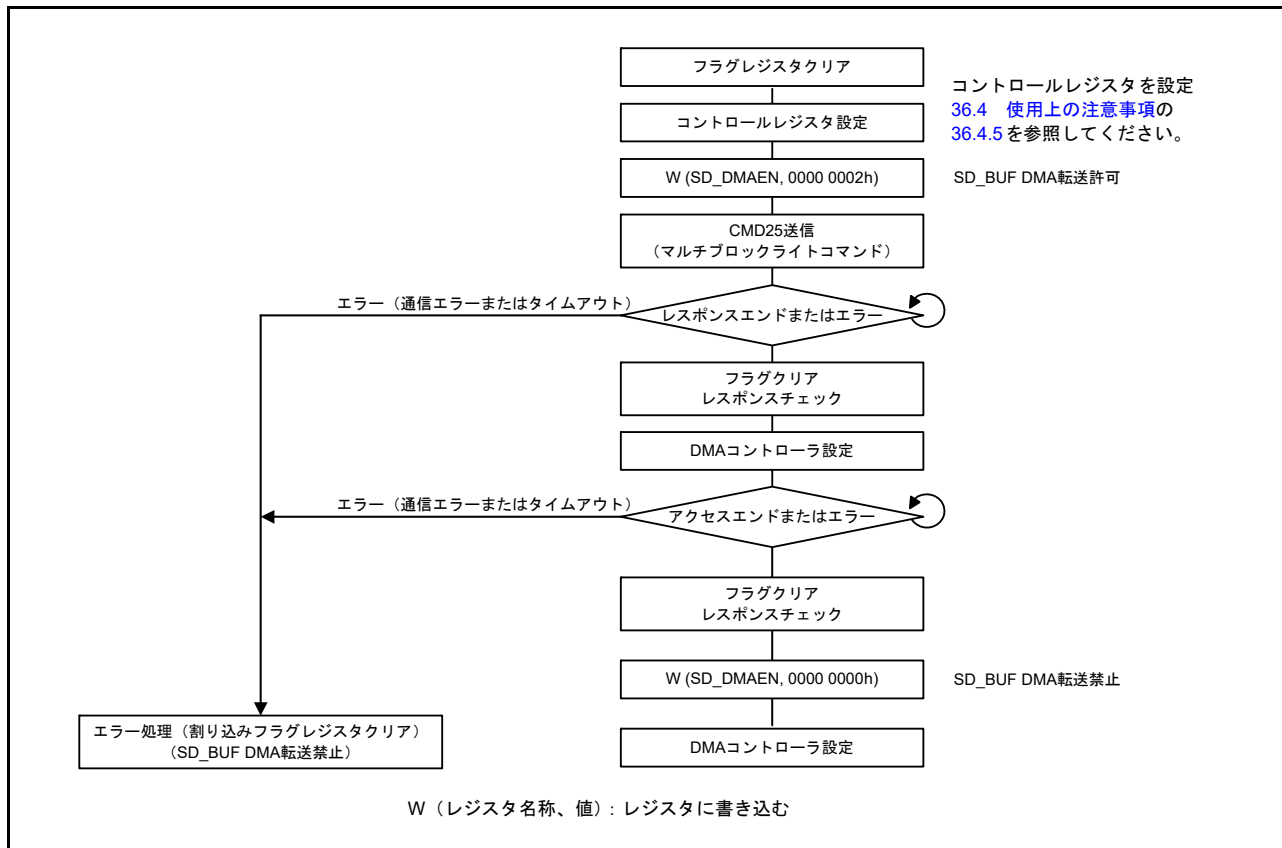 フラグレジスタクリア
コントロールレジスタを設定
36.4 使用上の注意事項の
36.4.5を参照してください。
コントロールレジスタ設定
W (SD_DMAEN, 0000 0002h)
SD_BUF DMA転送許可
CMD25送信
（マルチブロックライトコマンド）
エラー（通信エラーまたはタイムアウト）
レスポンスエンドまたはエラー
フラグクリア
レスポンスチェック
DMAコントローラ設定
エラー（通信エラーまたはタイムアウト）
アクセスエンドまたはエラー
フラグクリア
レスポンスチェック
W (SD_DMAEN, 0000 0000h)
SD_BUF DMA転送禁止
エラー処理（割り込みフラグレジスタクリア）
（SD_BUF DMA転送禁止）
DMAコントローラ設定
W（レジスタ名称、値）: レジスタに書き込む